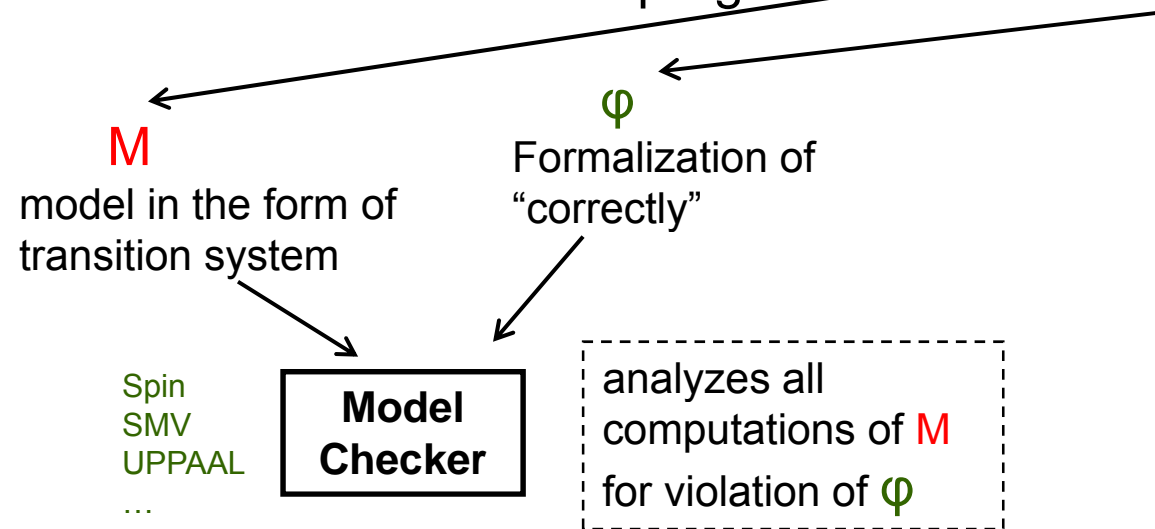 M
model in the form of
transition system
φ
Formalization of
“correctly”
Spin
SMV
UPPAAL
…
Model
Checker
analyzes all
computations of M
for violation of φ